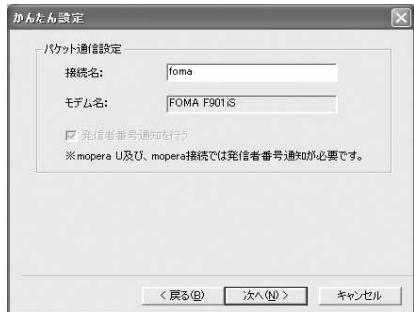 かんたん設定
パケット通信設定
接続名: foma
モデム名: FOMA F901iS
発信者番号通知を行う
※mopera U及び、mopera接続では発信者番号通知が必要です。
< 戻る(B) 次へ(N) > キャンセル